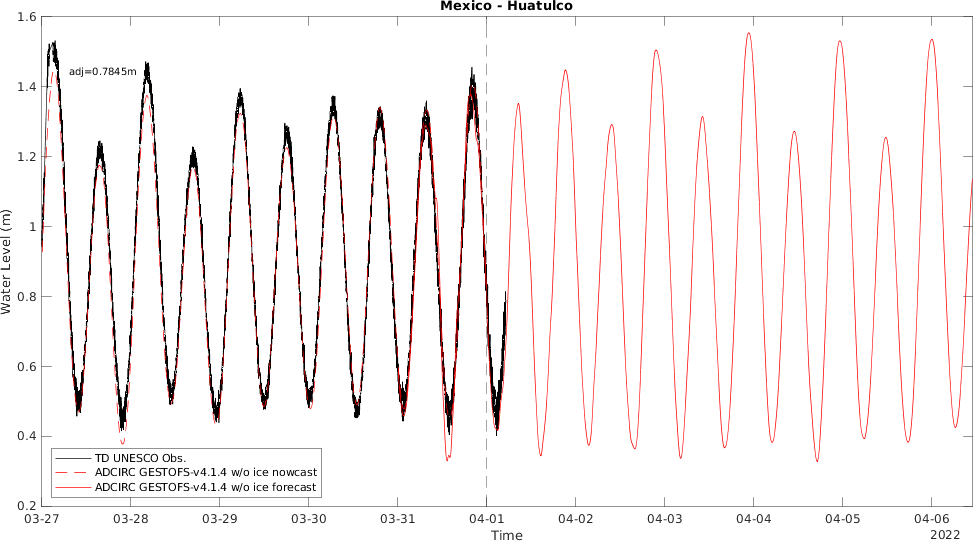 Mexico - Huatulco
1.6
1.4
1.2
1
0.8
0.6
0.4
0.2
Water Level (m)
adj=0.7845m
TD UNESCO Obs.
ADCIRC GESTOFS-v4.1.4 w/o ice nowcast
ADCIRC GESTOFS-v4.1.4 w/o ice forecast
03-27 03-28 03-29 03-30 03-31 04-01 04-02 04-03 04-04 04-05 04-06
Time
2022